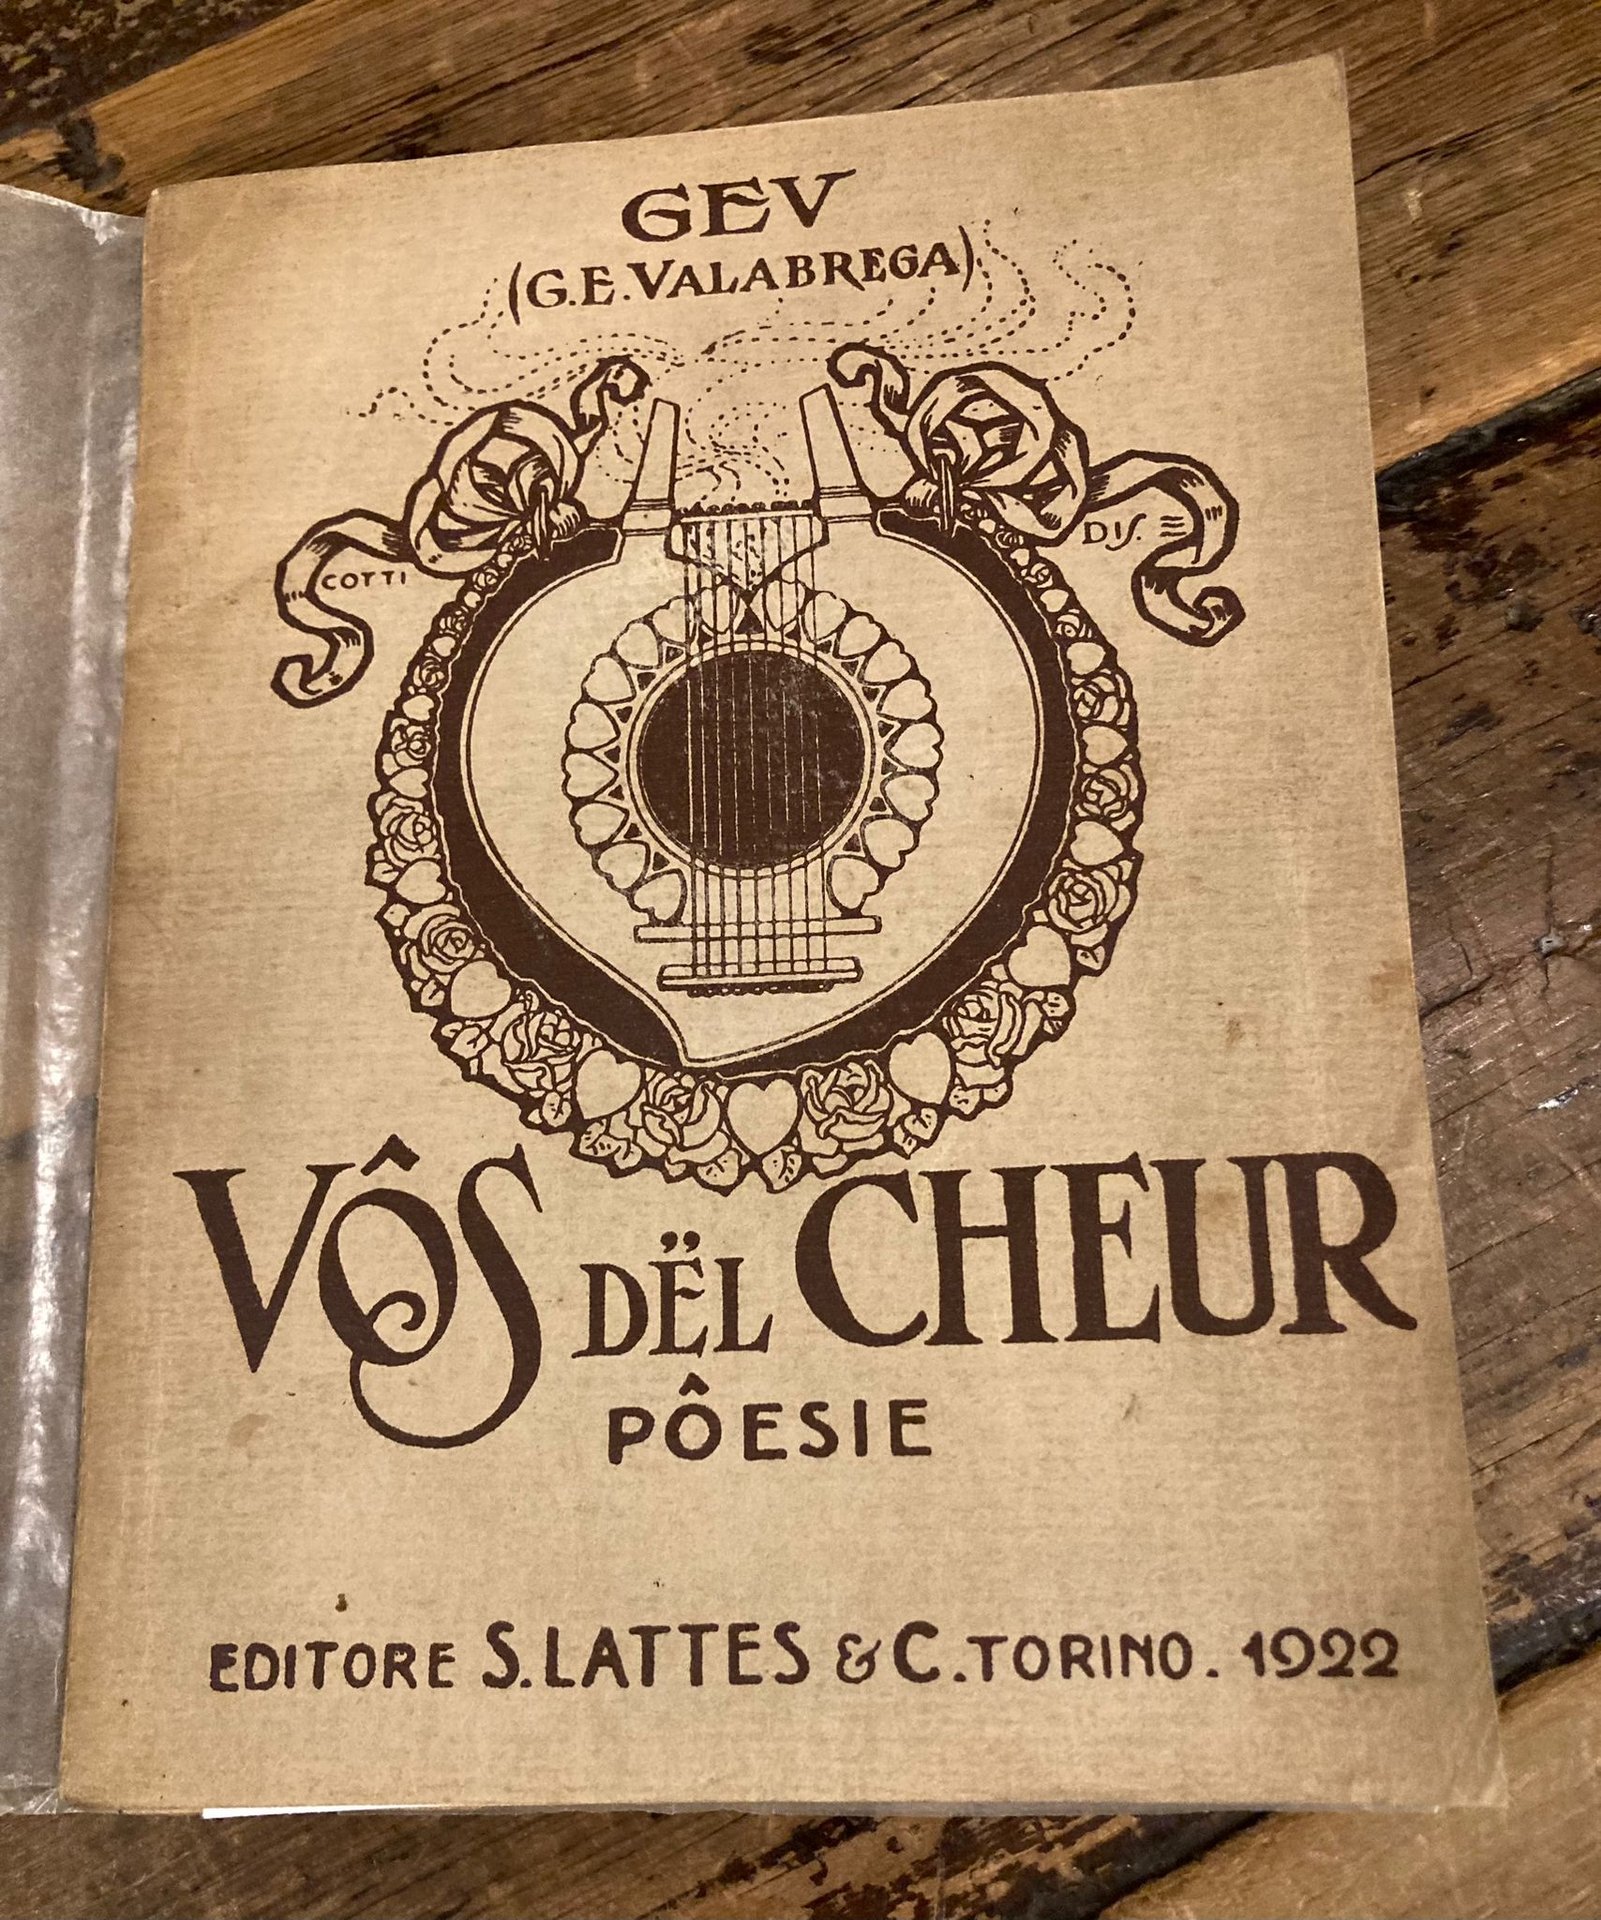 GEV
(G.E.VALABREGA)
COTTI
DIS.
VÔS DËL CHEUR
PÔESIE
EDITORE S. LATTES & C. TORINO. 1922